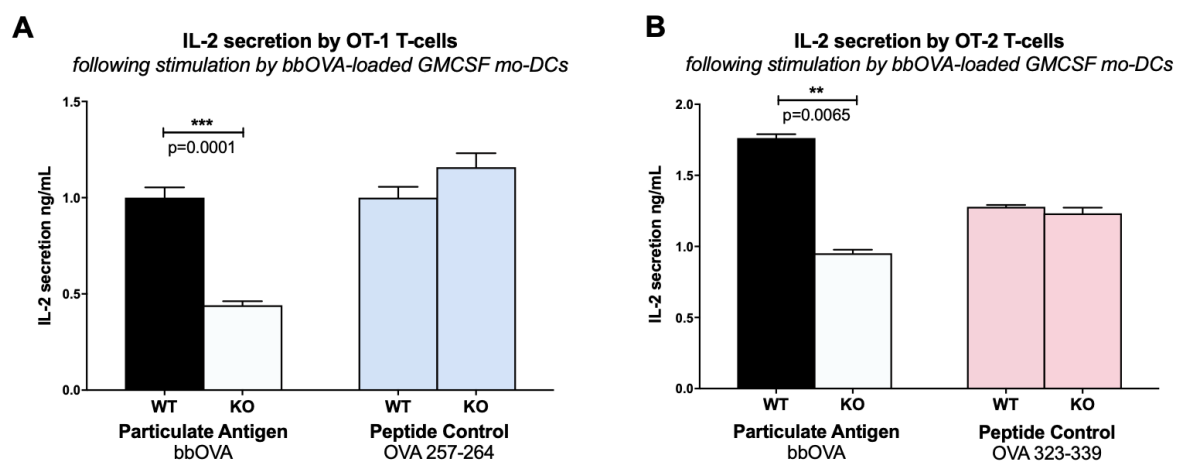 A
IL-2 secretion by OT-1 T-cells
following stimulation by bbOVA-loaded GMCSF mo-DCs
1.5
1.0
0.5
0.0
IL-2 secretion ng/mL
***
p=0.0001
WT
KO
WT
KO
Particulate Antigen
bbOVA
Peptide Control
OVA 257-264
B
IL-2 secretion by OT-2 T-cells
following stimulation by bbOVA-loaded GMCSF mo-DCs
2.0
1.5
1.0
0.5
0.0
IL-2 secretion ng/mL
**
p=0.0065
WT
KO
WT
KO
Particulate Antigen
bbOVA
Peptide Control
OVA 323-339